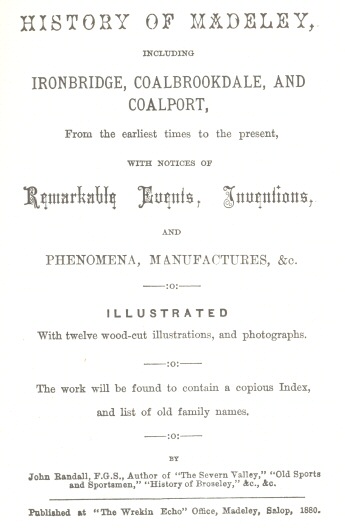 HISTORY OF MADELEY,
INCLUDING
IRONBRIDGE, COALBROOKDALE, AND
COALPORT,
From the earliest times to the present,
WITH NOTICES OF
Remarkable Events, Inventions,
AND
PHENOMENA, MANUFACTURES, &c.
——:o:——
ILLUSTRATED
With twelve wood-cut illustrations, and photographs.
——:o:——
The work will be found to contain a copious Index,
and list of old family names.
——:o:——
BY
John Randall, F.G.S., Author of "The Severn Valley," "Old Sports
and Sportsmen," "History of Broseley," &c., &c.
Published at "The Wrekin Echo" Office, Madeley, Salop, 1880.